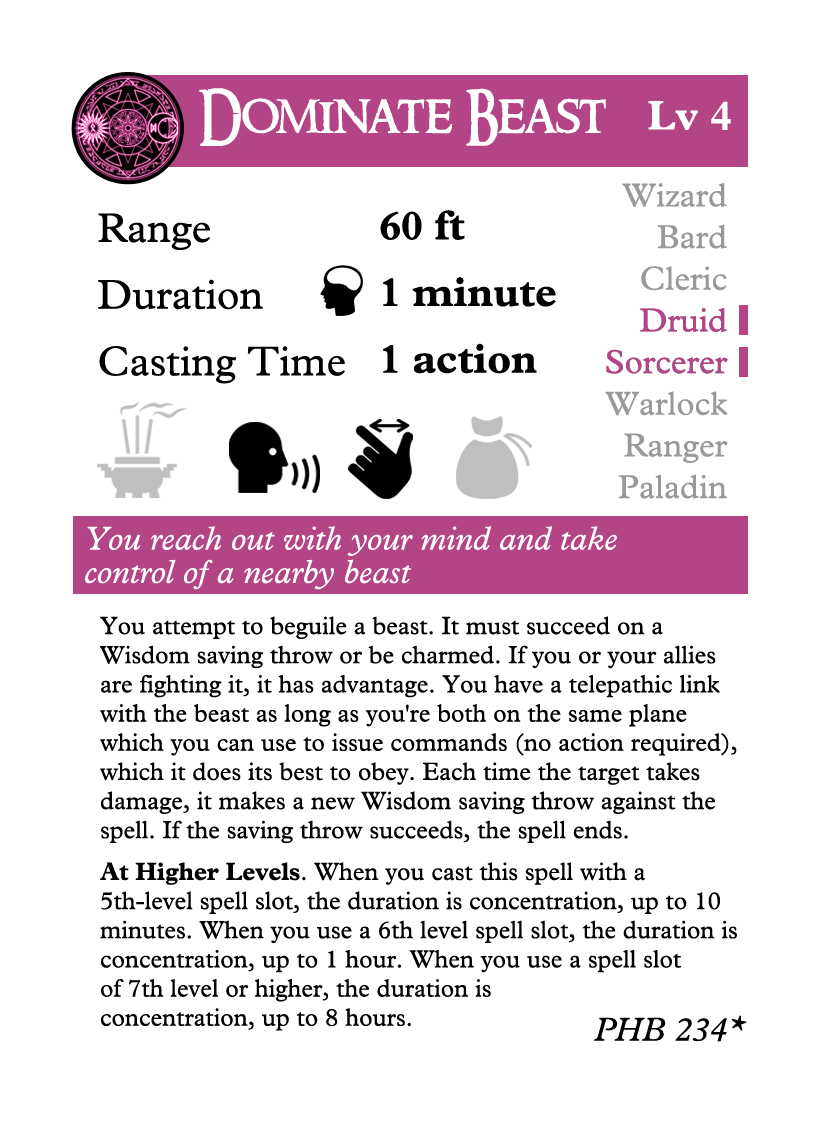 DOMINATE BEAST Lv 4
Wizard
Range 60 ft
Bard
Cleric
Duration 1 minute
Druid
Casting Time 1 action
Sorcerer
Warlock
Ranger
Paladin
You reach out with your mind and take
control of a nearby beast
You attempt to beguile a beast. It must succeed on a
Wisdom saving throw or be charmed. If you or your allies
are fighting it, it has advantage. You have a telepathic link
with the beast as long as you're both on the same plane
which you can use to issue commands (no action required),
which it does its best to obey. Each time the target takes
damage, it makes a new Wisdom saving throw against the
spell. If the saving throw succeeds, the spell ends.
At Higher Levels. When you cast this spell with a
5th-level spell slot, the duration is concentration, up to 10
minutes. When you use a 6th level spell slot, the duration is
concentration, up to 1 hour. When you use a spell slot
of 7th level or higher, the duration is
concentration, up to 8 hours.
PHB 234*